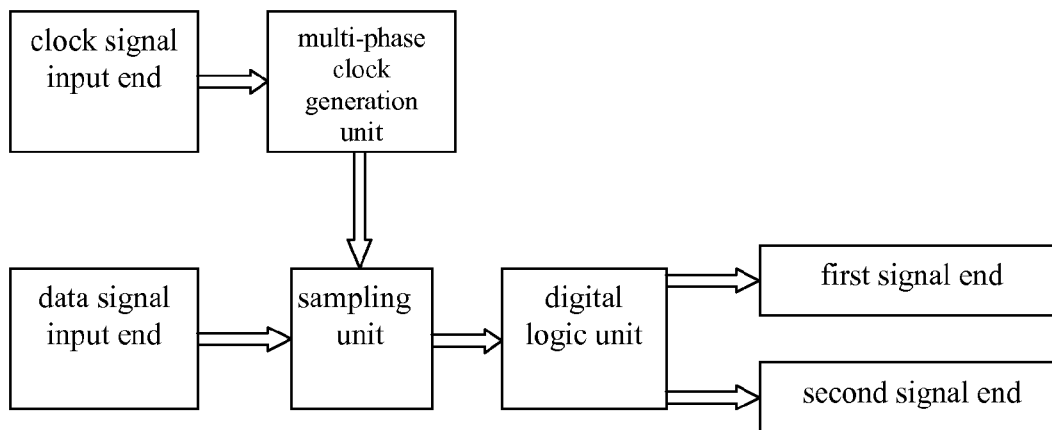 clock signal
input end
multi-phase
clock
generation
unit
data signal
input end
sampling
unit
digital
logic unit
first signal end
second signal end